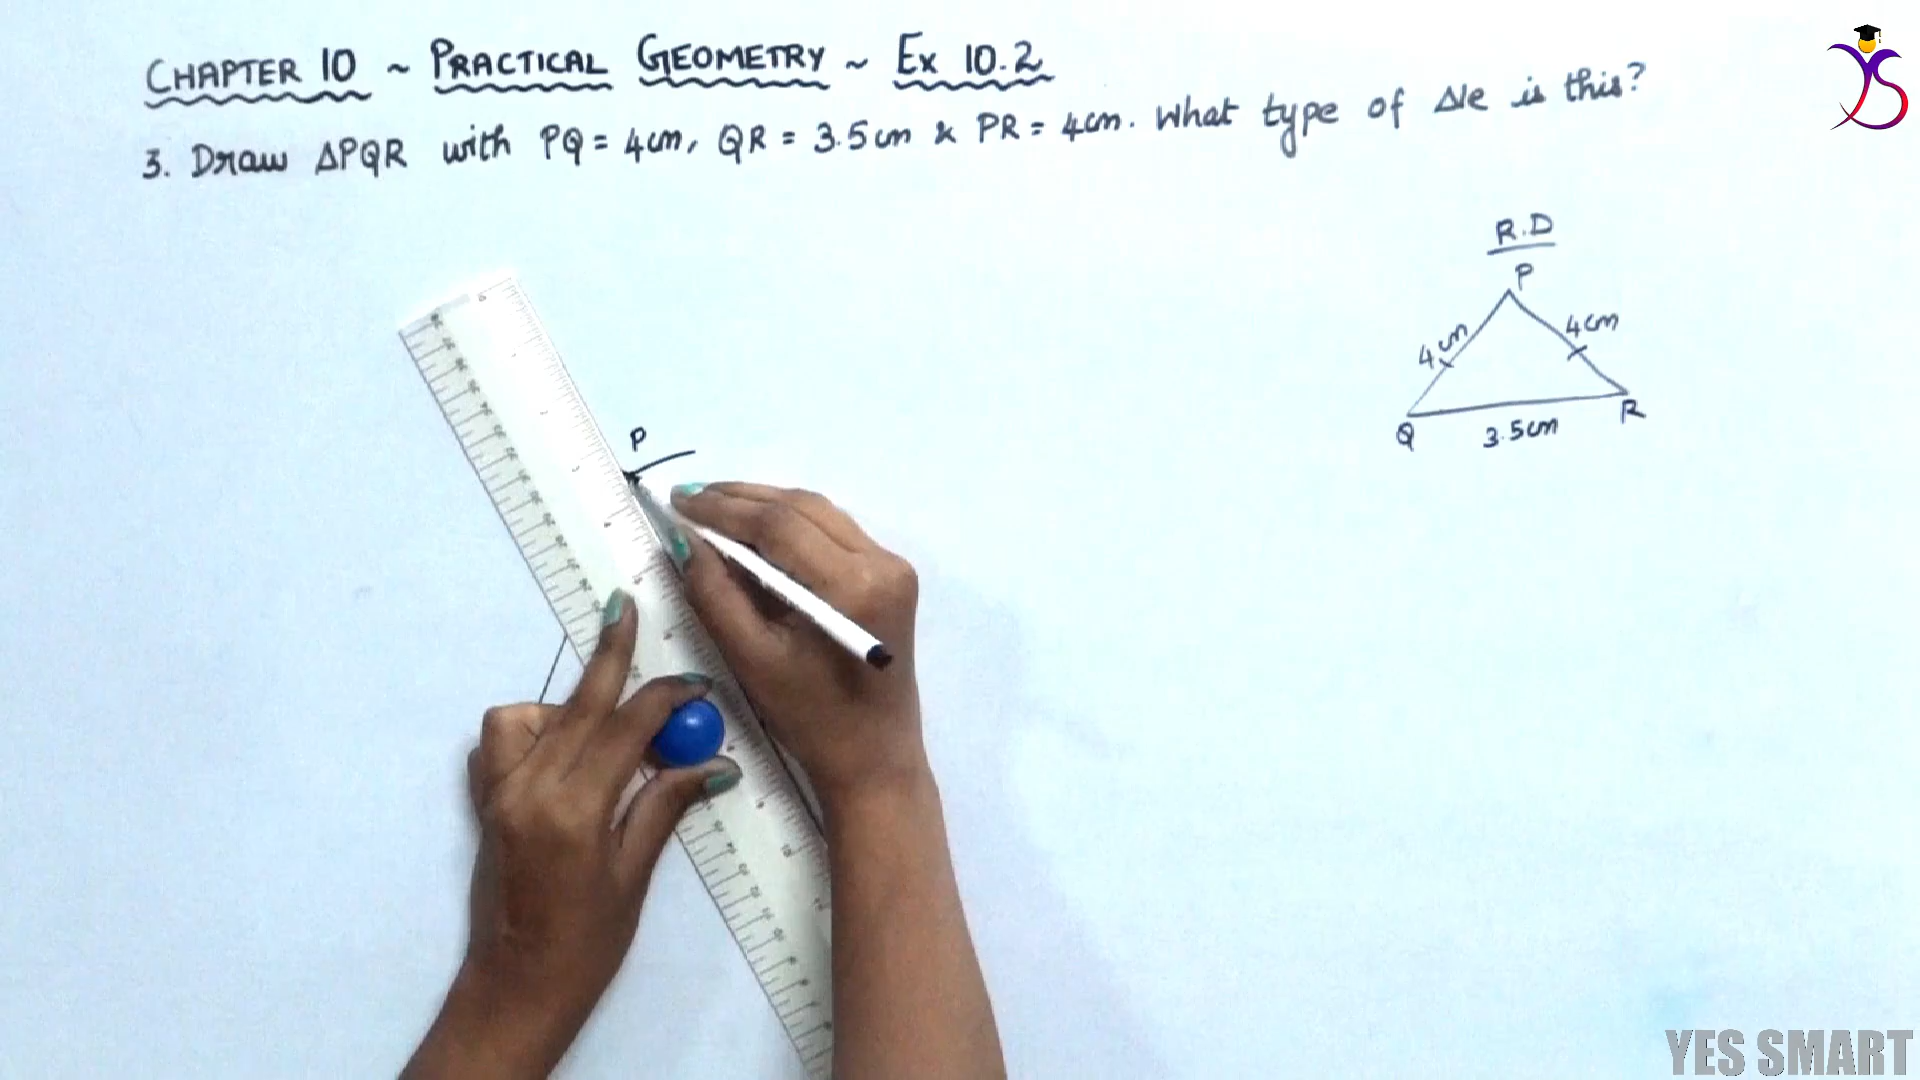 CHAPTER 10 ~ PRACTICAL GEOMETRY ~ EX 10.2
3. Draw ΔPQR with PQ = 4cm, QR = 3.5cm & PR = 4cm. What type of Δle is this?
R.D
P
4cm
4cm
Q
3.5cm
R
P
YES SMART